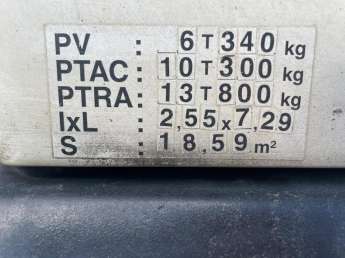 PV : 6T340 kg
PTAC : 10T300 kg
PTRA : 13T800 kg
IxL : 2,55x7,29
S : 18,59 m²